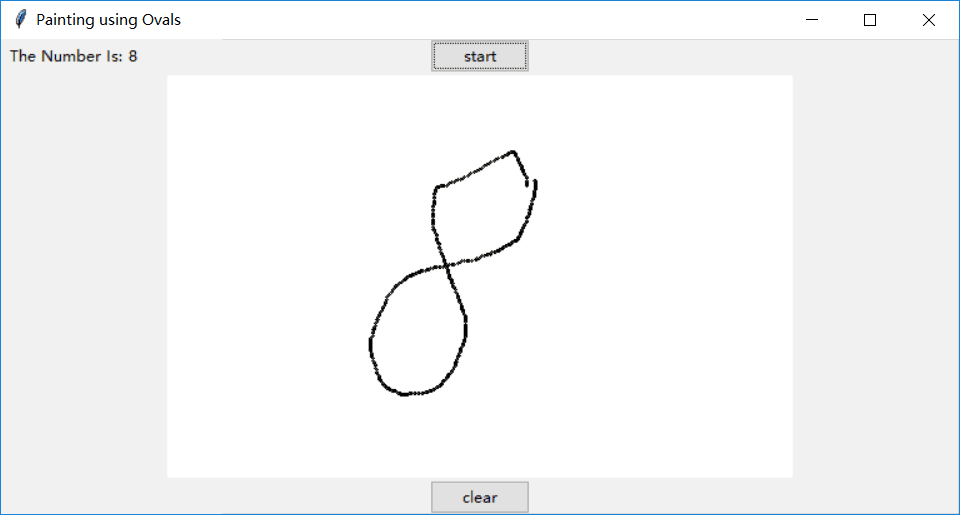 Painting using Ovals
The Number Is: 8
start
8
clear